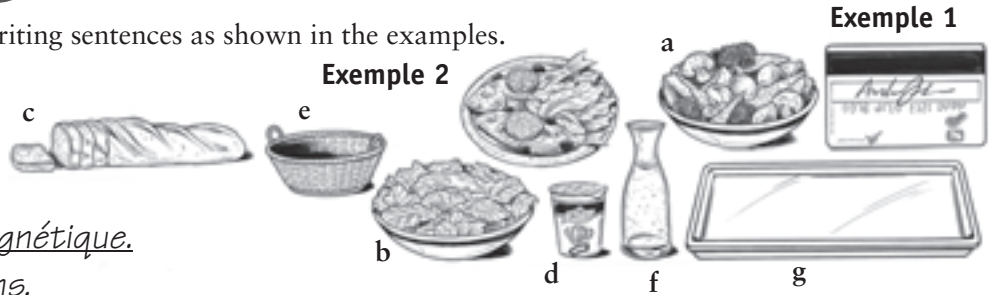 Exemple 1
riting sentences as shown in the examples.
Exemple 2
a
c
e
gnétique.
b
ns.
d
f
g